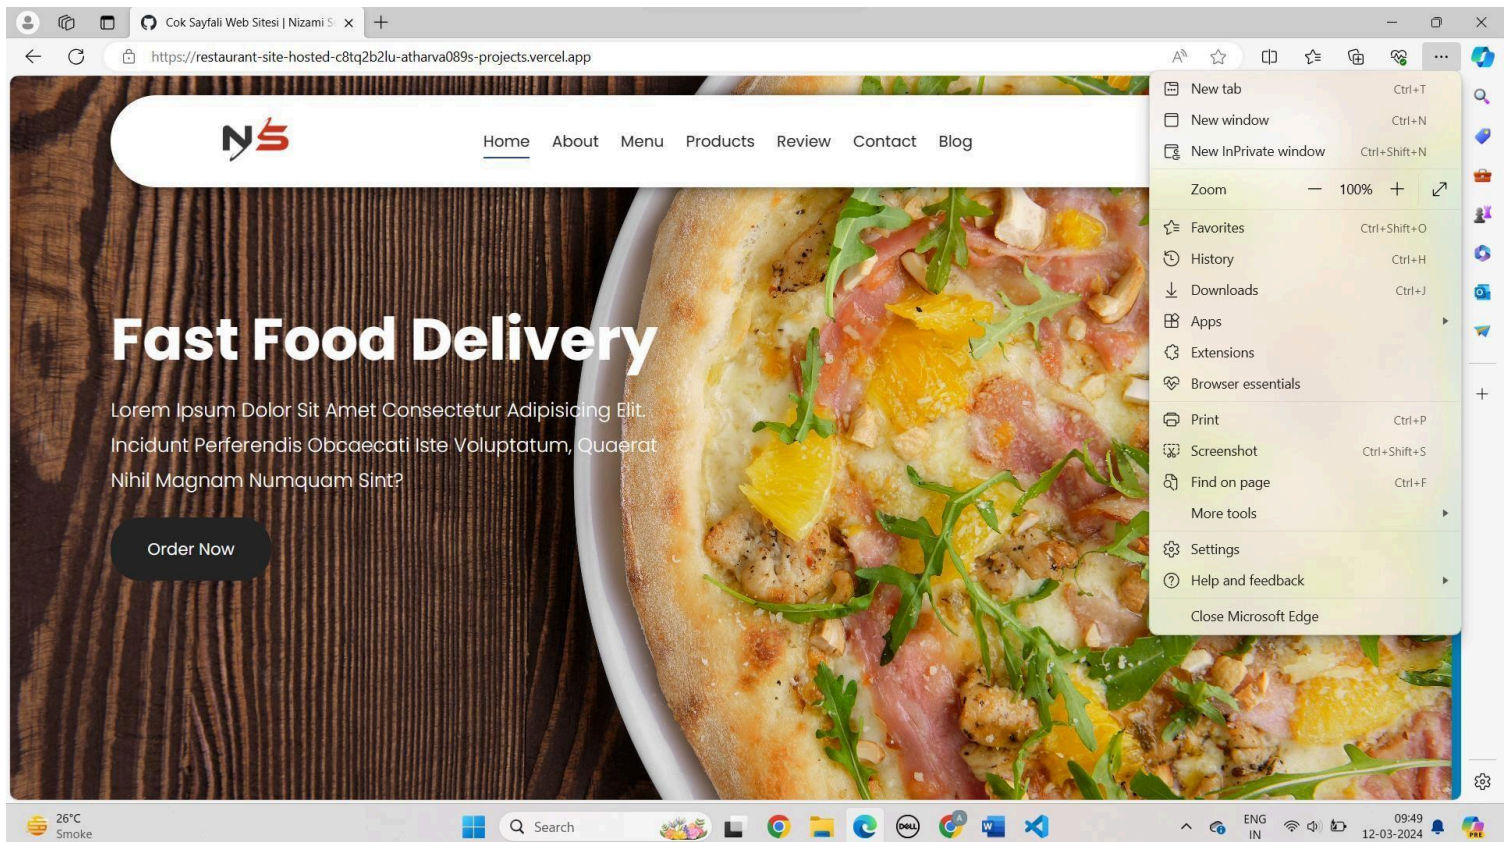 Cok Sayfali Web Sitesi | Nizami S
https://restaurant-site-hosted-c8tq2b2lu-atharva089s-projects.vercel.app
NS
Home About Menu Products Review Contact Blog
Fast Food Delivery
Lorem Ipsum Dolor Sit Amet Consectetur Adipisicing Elit.
Incidunt Perferendis Obcaecati Iste Voluptatum, Quaerat
Nihil Magnam Numquam Sint?
Order Now
New tab Ctrl+T
New window Ctrl+N
New InPrivate window Ctrl+Shift+N
Zoom 100%
Favorites Ctrl+Shift+O
History Ctrl+H
Downloads Ctrl+J
Apps
Extensions
Browser essentials
Print Ctrl+P
Screenshot Ctrl+Shift+S
Find on page Ctrl+F
More tools
Settings
Help and feedback
Close Microsoft Edge
26°C
Smoke
Search
DELL
A
ENG
IN
09:49
12-03-2024
PRE